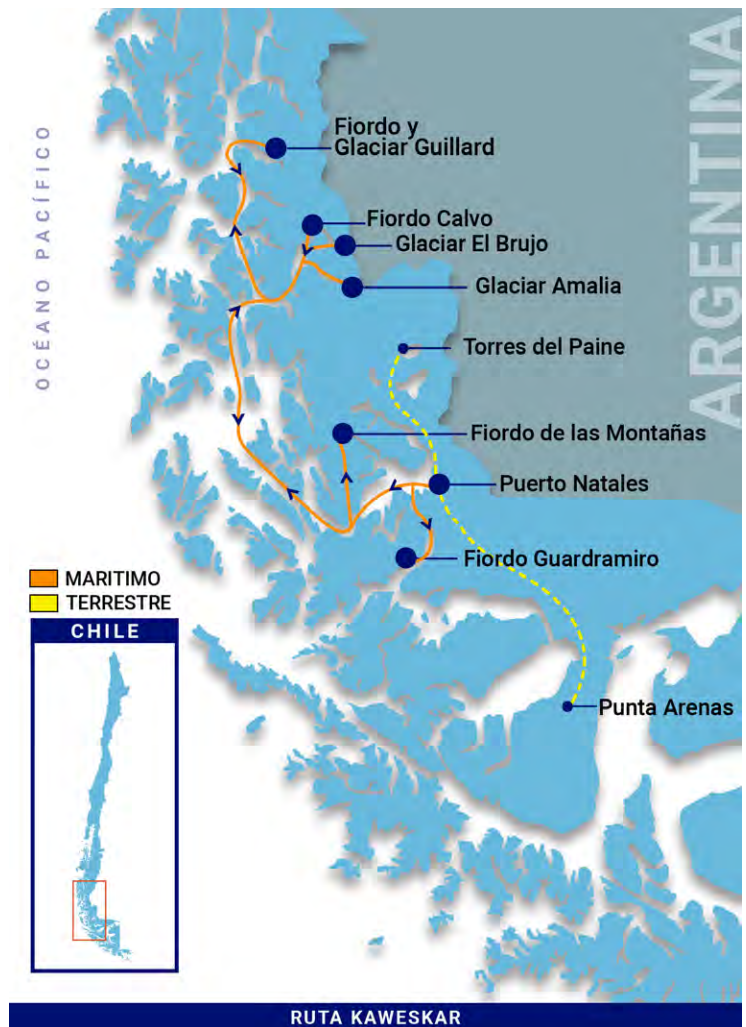 OCÉANO PACÍFICO
ARGENTINA
Fiordo y
Glaciar Guillard
Fiordo Calvo
Glaciar El Brujo
Glaciar Amalia
Torres del Paine
Fiordo de las Montañas
Puerto Natales
Fiordo Guardramiro
MARITIMO
TERRESTRE
CHILE
Punta Arenas
RUTA KAWESKAR